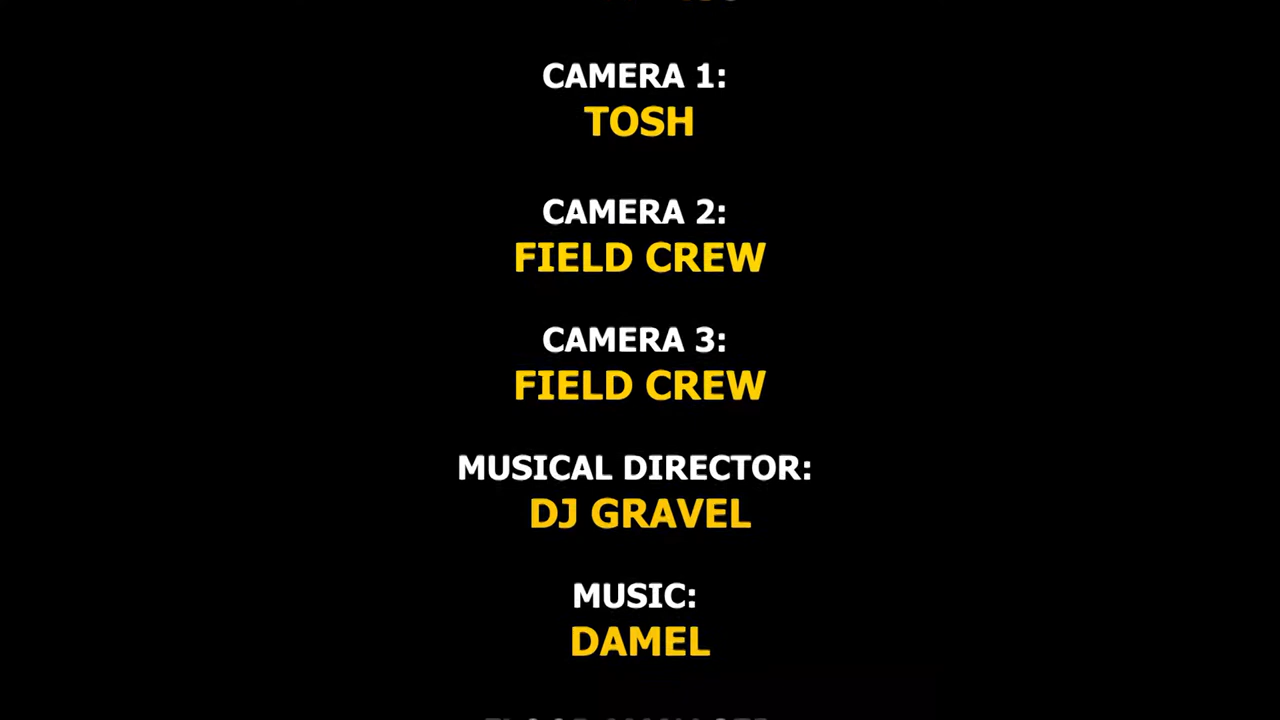 CAMERA 1:
TOSH
CAMERA 2:
FIELD CREW
CAMERA 3:
FIELD CREW
MUSICAL DIRECTOR:
DJ GRAVEL
MUSIC:
DAMEL